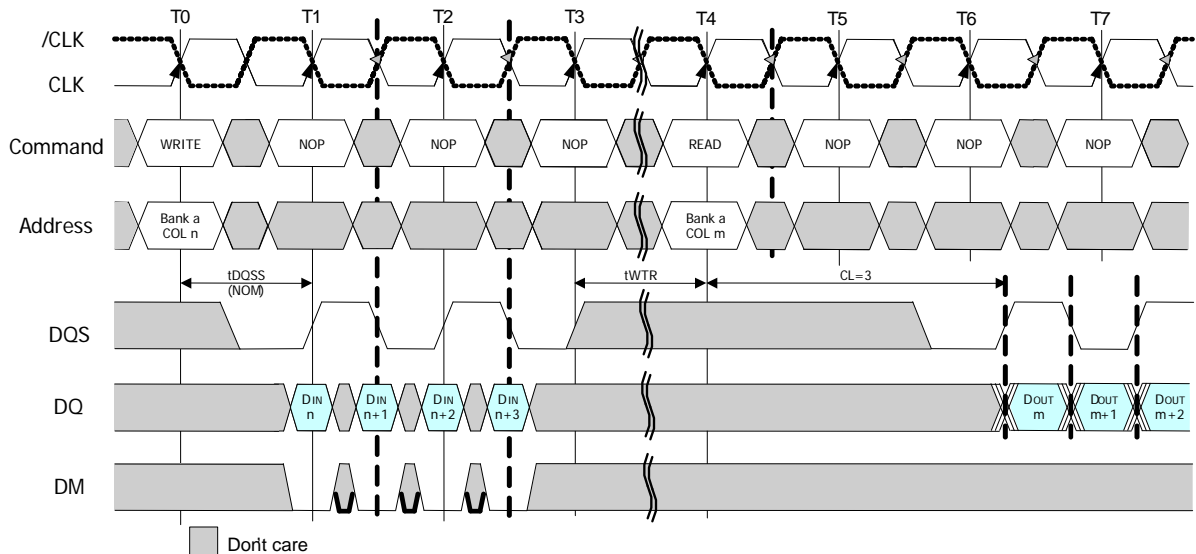 T0 T1 T2 T3 T4 T5 T6 T7
/CLK
CLK
Command WRITE NOP NOP NOP READ NOP NOP NOP
Address Bank a COL n Bank a COL m
tDQSS (NOM) tWTR CL=3
DQS
DQ DIN n DIN n+1 DIN n+2 DIN n+3 DOUT m DOUT m+1 DOUT m+2
DM
Don't care